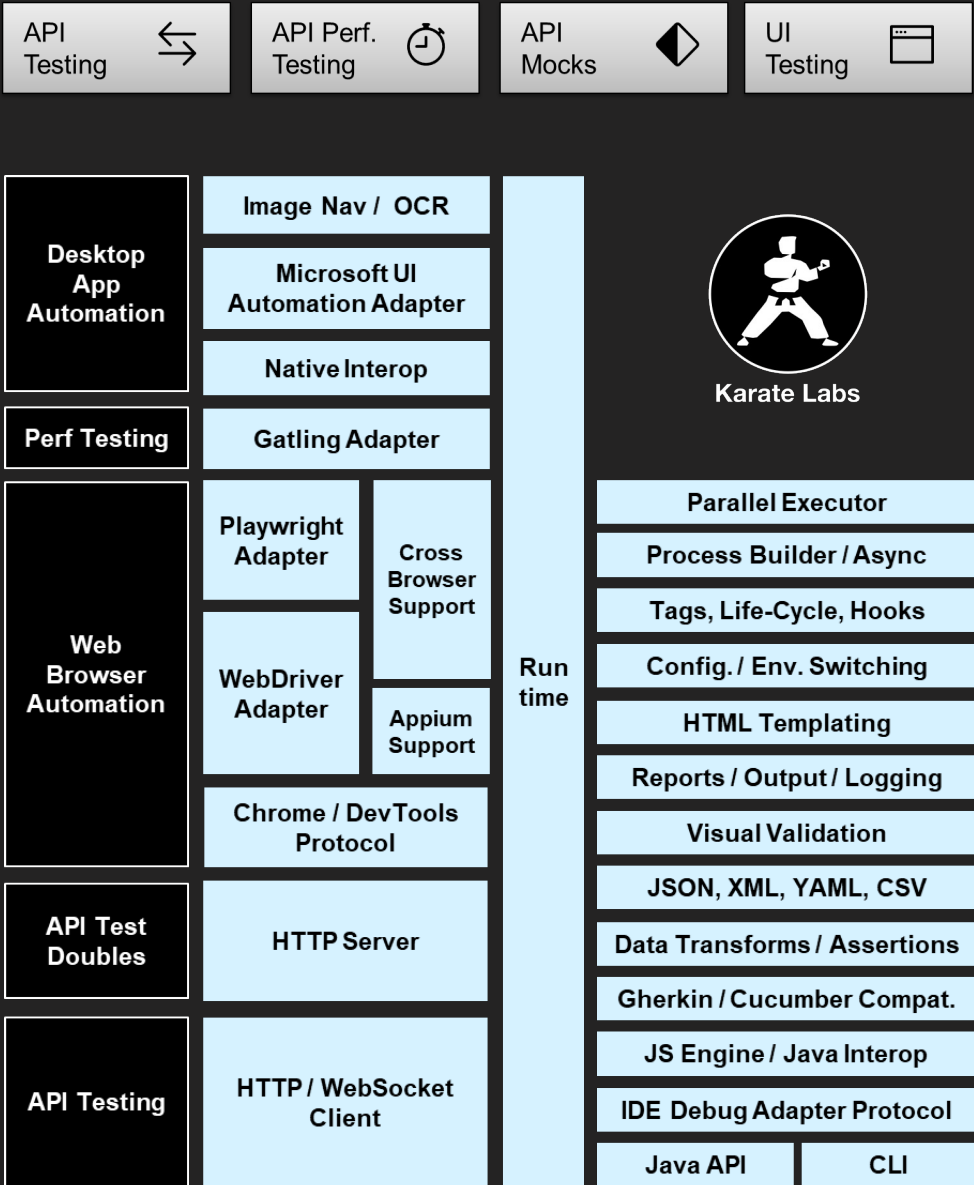 API
Testing
API Perf.
Testing
API
Mocks
UI
Testing
Desktop
App
Automation
Image Nav / OCR
Microsoft UI
Automation Adapter
Native Interop
Perf Testing
Gatling Adapter
Web
Browser
Automation
Playwright
Adapter
Cross
Browser
Support
WebDriver
Adapter
Appium
Support
Chrome / DevTools
Protocol
API Test
Doubles
HTTP Server
API Testing
HTTP / WebSocket
Client
Run
time
Karate Labs
Parallel Executor
Process Builder / Async
Tags, Life-Cycle, Hooks
Config. / Env. Switching
HTML Templating
Reports / Output / Logging
Visual Validation
JSON, XML, YAML, CSV
Data Transforms / Assertions
Gherkin / Cucumber Compat.
JS Engine / Java Interop
IDE Debug Adapter Protocol
Java API
CLI